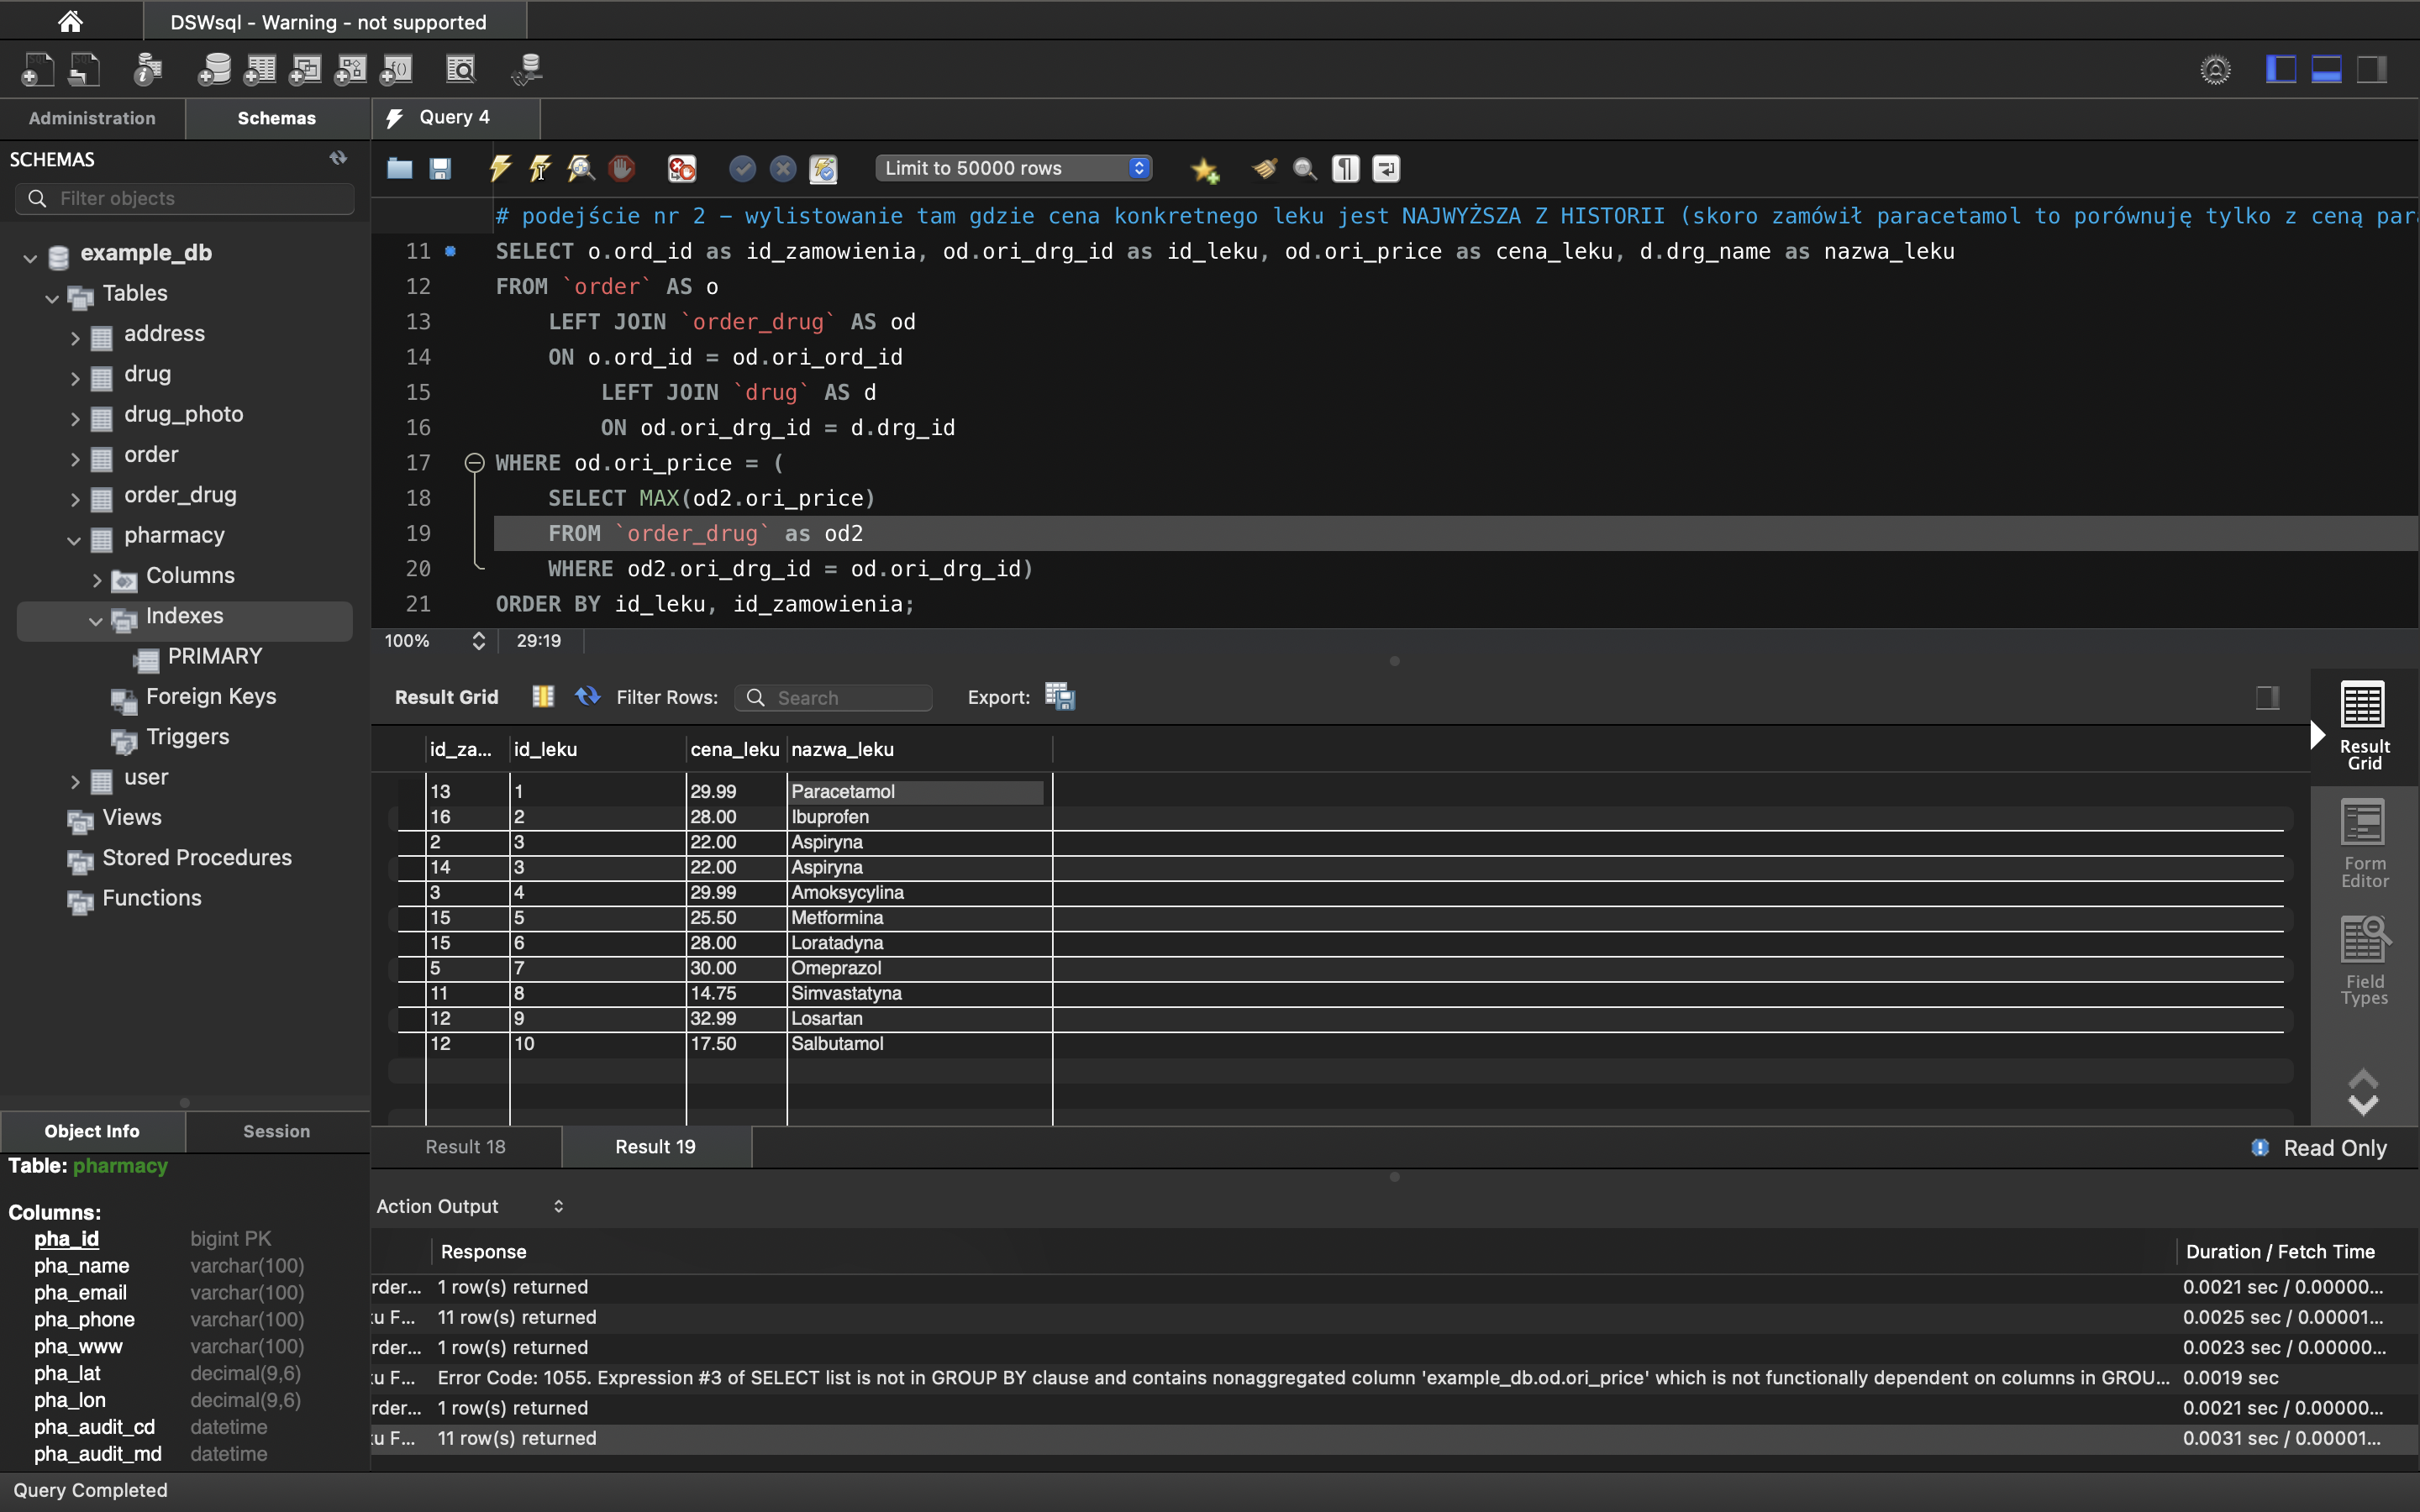 DSWsql - Warning - not supported
Administration
Schemas
Query 4
SCHEMAS
Filter objects
Limit to 50000 rows
example_db
Tables
address
drug
drug_photo
order
order_drug
pharmacy
Columns
Indexes
PRIMARY
Foreign Keys
Triggers
user
Views
Stored Procedures
Functions
# podejście nr 2 – wylistowanie tam gdzie cena konkretnego leku jest NAJWYŻSZA Z HISTORII (skoro zamówił paracetamol to porównuję tylko z ceną par
11 SELECT o.ord_id as id_zamowienia, od.ori_drg_id as id_leku, od.ori_price as cena_leku, d.drg_name as nazwa_leku
12 FROM `order` AS o
13 LEFT JOIN `order_drug` AS od
14 ON o.ord_id = od.ori_ord_id
15 LEFT JOIN `drug` AS d
16 ON od.ori_drg_id = d.drg_id
17 WHERE od.ori_price = (
18 SELECT MAX(od2.ori_price)
19 FROM `order_drug` as od2
20 WHERE od2.ori_drg_id = od.ori_drg_id)
21 ORDER BY id_leku, id_zamowienia;
100% 29:19
Result Grid Filter Rows: Search Export:
id_za... id_leku cena_leku nazwa_leku
13 1 29.99 Paracetamol
16 2 28.00 Ibuprofen
2 3 22.00 Aspiryna
14 3 22.00 Aspiryna
3 4 29.99 Amoksycylina
15 5 25.50 Metformina
15 6 28.00 Loratadyna
5 7 30.00 Omeprazol
11 8 14.75 Simvastatyna
12 9 32.99 Losartan
12 10 17.50 Salbutamol
Result
Grid
Form
Editor
Field
Types
Result 18
Result 19
Read Only
Object Info
Session
Table: pharmacy
Columns:
pha_id bigint PK
pha_name varchar(100)
pha_email varchar(100)
pha_phone varchar(100)
pha_www varchar(100)
pha_lat decimal(9,6)
pha_lon decimal(9,6)
pha_audit_cd datetime
pha_audit_md datetime
Action Output
Response Duration / Fetch Time
rder... 1 row(s) returned 0.0021 sec / 0.00000...
u F... 11 row(s) returned 0.0025 sec / 0.00001...
rder... 1 row(s) returned 0.0023 sec / 0.00000...
u F... Error Code: 1055. Expression #3 of SELECT list is not in GROUP BY clause and contains nonaggregated column 'example_db.od.ori_price' which is not functionally dependent on columns in GROU... 0.0019 sec
rder... 1 row(s) returned 0.0021 sec / 0.00000...
u F... 11 row(s) returned 0.0031 sec / 0.00001...
Query Completed